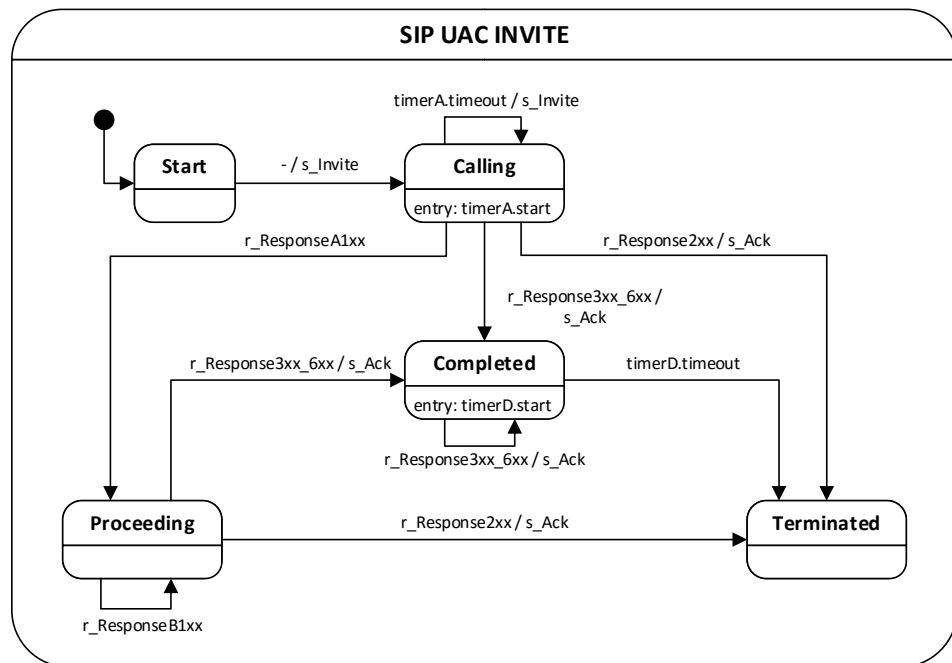 SIP UAC INVITE
timerA.timeout / s_Invite
Start
- / s_Invite
Calling
entry: timerA.start
r_ResponseA1xx
r_Response2xx / s_Ack
r_Response3xx_6xx /
s_Ack
r_Response3xx_6xx / s_Ack
Completed
timerD.timeout
entry: timerD.start
r_Response3xx_6xx / s_Ack
Proceeding
r_Response2xx / s_Ack
Terminated
r_ResponseB1xx